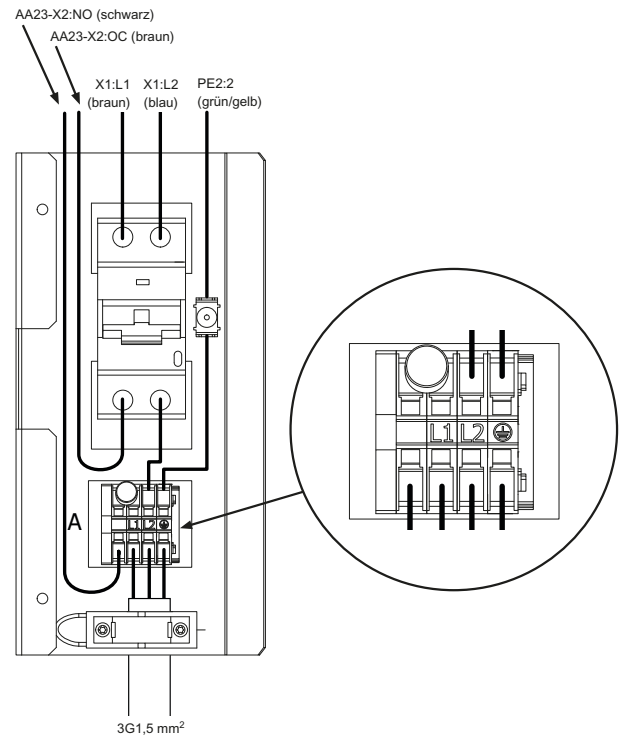 AA23-X2:NO (schwarz)
AA23-X2:OC (braun)
X1:L1
(braun)
X1:L2
(blau)
PE2:2
(grün/gelb)
A
L1 L2
L1 L2
3G1,5 mm²